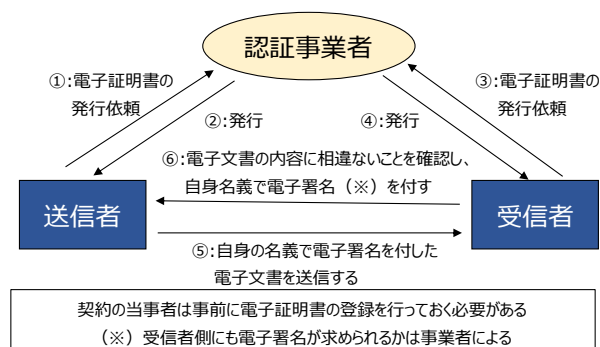 認証事業者
①:電子証明書の
発行依頼
③:電子証明書の
発行依頼
②:発行
④:発行
⑥:電子文書の内容に相違ないことを確認し、
自身名義で電子署名（※）を付す
送信者
受信者
⑤:自身の名義で電子署名を付した
電子文書を送信する
契約の当事者は事前に電子証明書の登録を行っておく必要がある
（※）受信者側にも電子署名が求められるかは事業者による